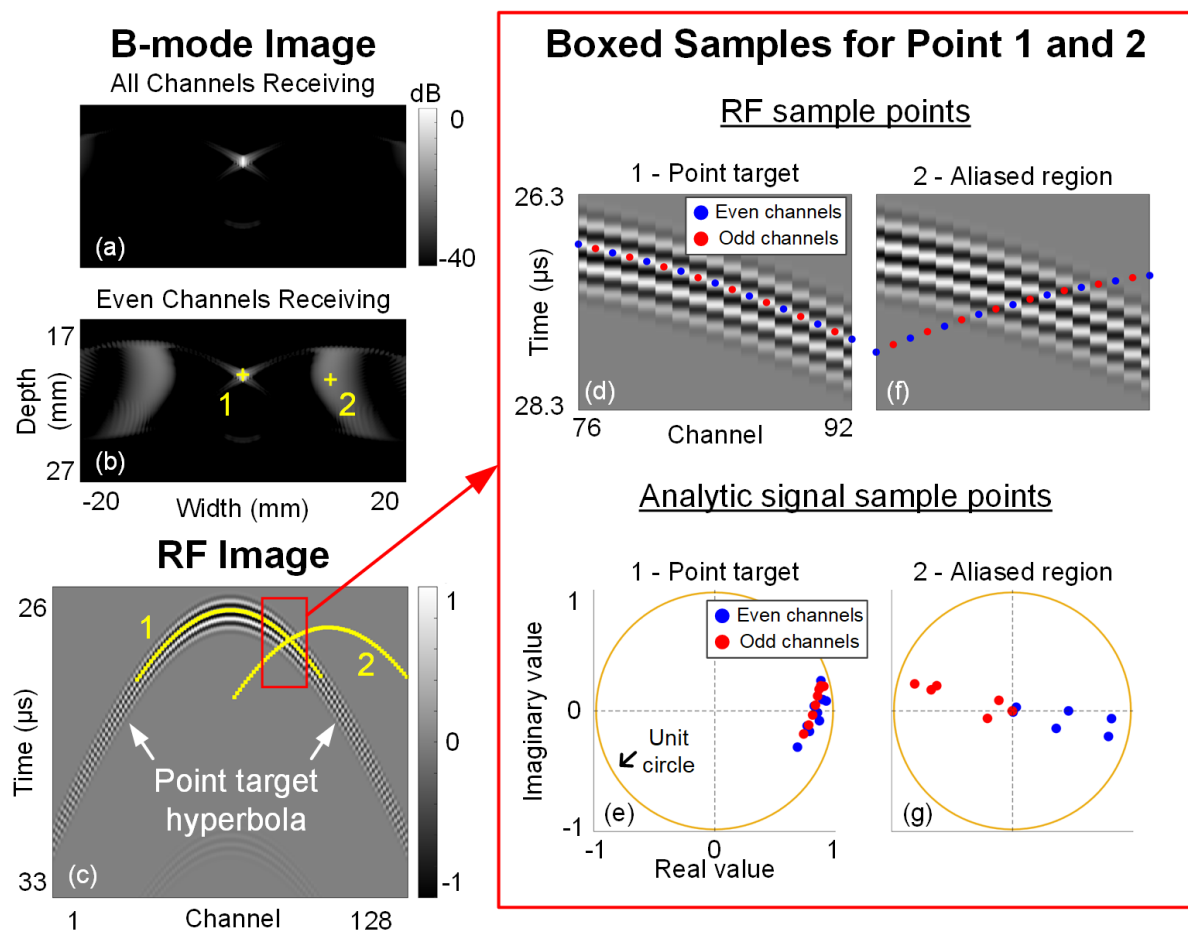 B-mode Image
All Channels Receiving
dB
0
-40
(a)
Even Channels Receiving
17
Depth
(mm)
27
1
2
(b)
-20
Width (mm)
20
RF Image
26
Time (µs)
33
1
2
Point target
hyperbola
(c)
1
Channel
128
1
0
-1
Boxed Samples for Point 1 and 2
RF sample points
1 - Point target
2 - Aliased region
26.3
Time (µs)
28.3
Even channels
Odd channels
(d)
(f)
76
Channel
92
Analytic signal sample points
1 - Point target
2 - Aliased region
1
Imaginary value
0
-1
Even channels
Odd channels
Unit
circle
(e)
(g)
-1
0
1
Real value